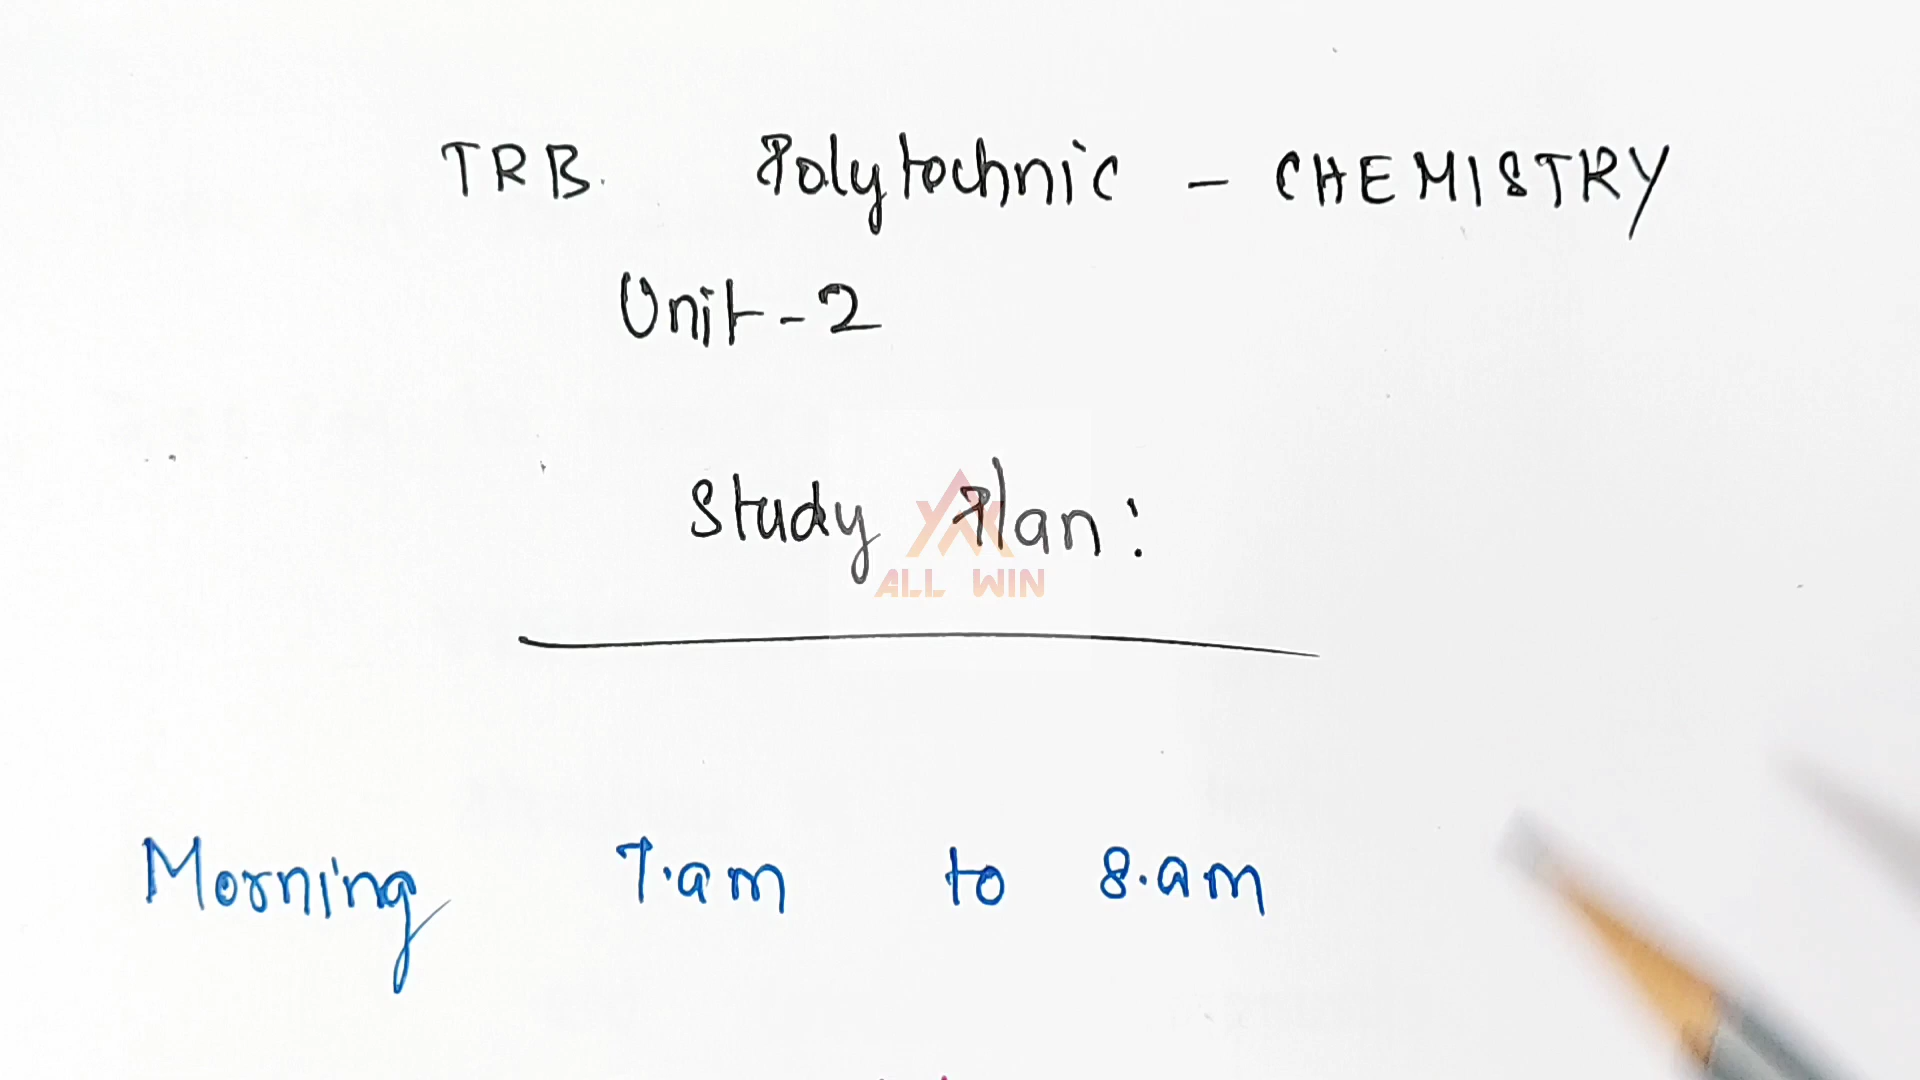 TRB. Polytechnic - CHEMISTRY
Unit-2
Study Plan:
ALL WIN
Morning 7.am to 8.am